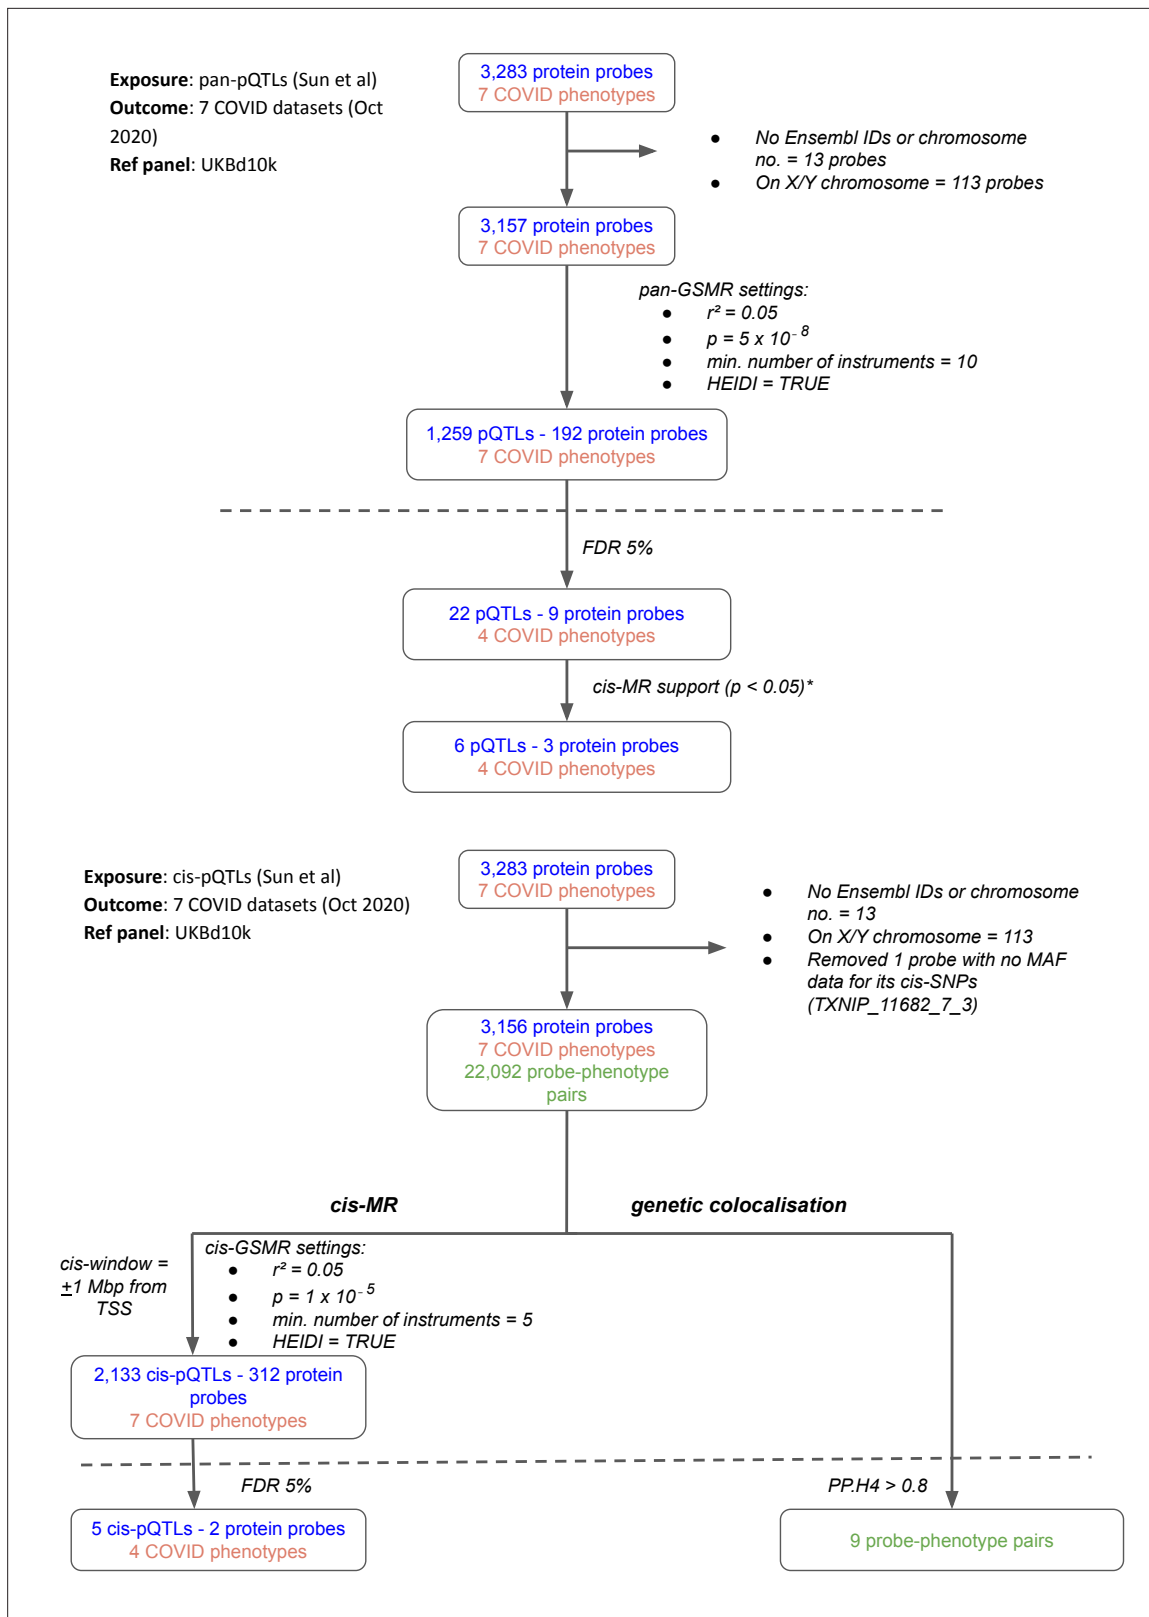 Exposure: pan-pQTLs (Sun et al)
Outcome: 7 COVID datasets (Oct
2020)
Ref panel: UKBd10k
3,283 protein probes
7 COVID phenotypes
● No Ensembl IDs or chromosome
no. = 13 probes
● On X/Y chromosome = 113 probes
3,157 protein probes
7 COVID phenotypes
pan-GSMR settings:
● r² = 0.05
● p = 5 x 10⁻⁸
● min. number of instruments = 10
● HEIDI = TRUE
1,259 pQTLs - 192 protein probes
7 COVID phenotypes
FDR 5%
22 pQTLs - 9 protein probes
4 COVID phenotypes
cis-MR support (p < 0.05)*
6 pQTLs - 3 protein probes
4 COVID phenotypes
Exposure: cis-pQTLs (Sun et al)
Outcome: 7 COVID datasets (Oct 2020)
Ref panel: UKBd10k
3,283 protein probes
7 COVID phenotypes
● No Ensembl IDs or chromosome
no. = 13
● On X/Y chromosome = 113
● Removed 1 probe with no MAF
data for its cis-SNPs
(TXNIP_11682_7_3)
3,156 protein probes
7 COVID phenotypes
22,092 probe-phenotype
pairs
cis-MR
genetic colocalisation
cis-window =
±1 Mbp from
TSS
cis-GSMR settings:
● r² = 0.05
● p = 1 x 10⁻⁵
● min. number of instruments = 5
● HEIDI = TRUE
2,133 cis-pQTLs - 312 protein
probes
7 COVID phenotypes
FDR 5%
PP.H4 > 0.8
5 cis-pQTLs - 2 protein probes
4 COVID phenotypes
9 probe-phenotype pairs